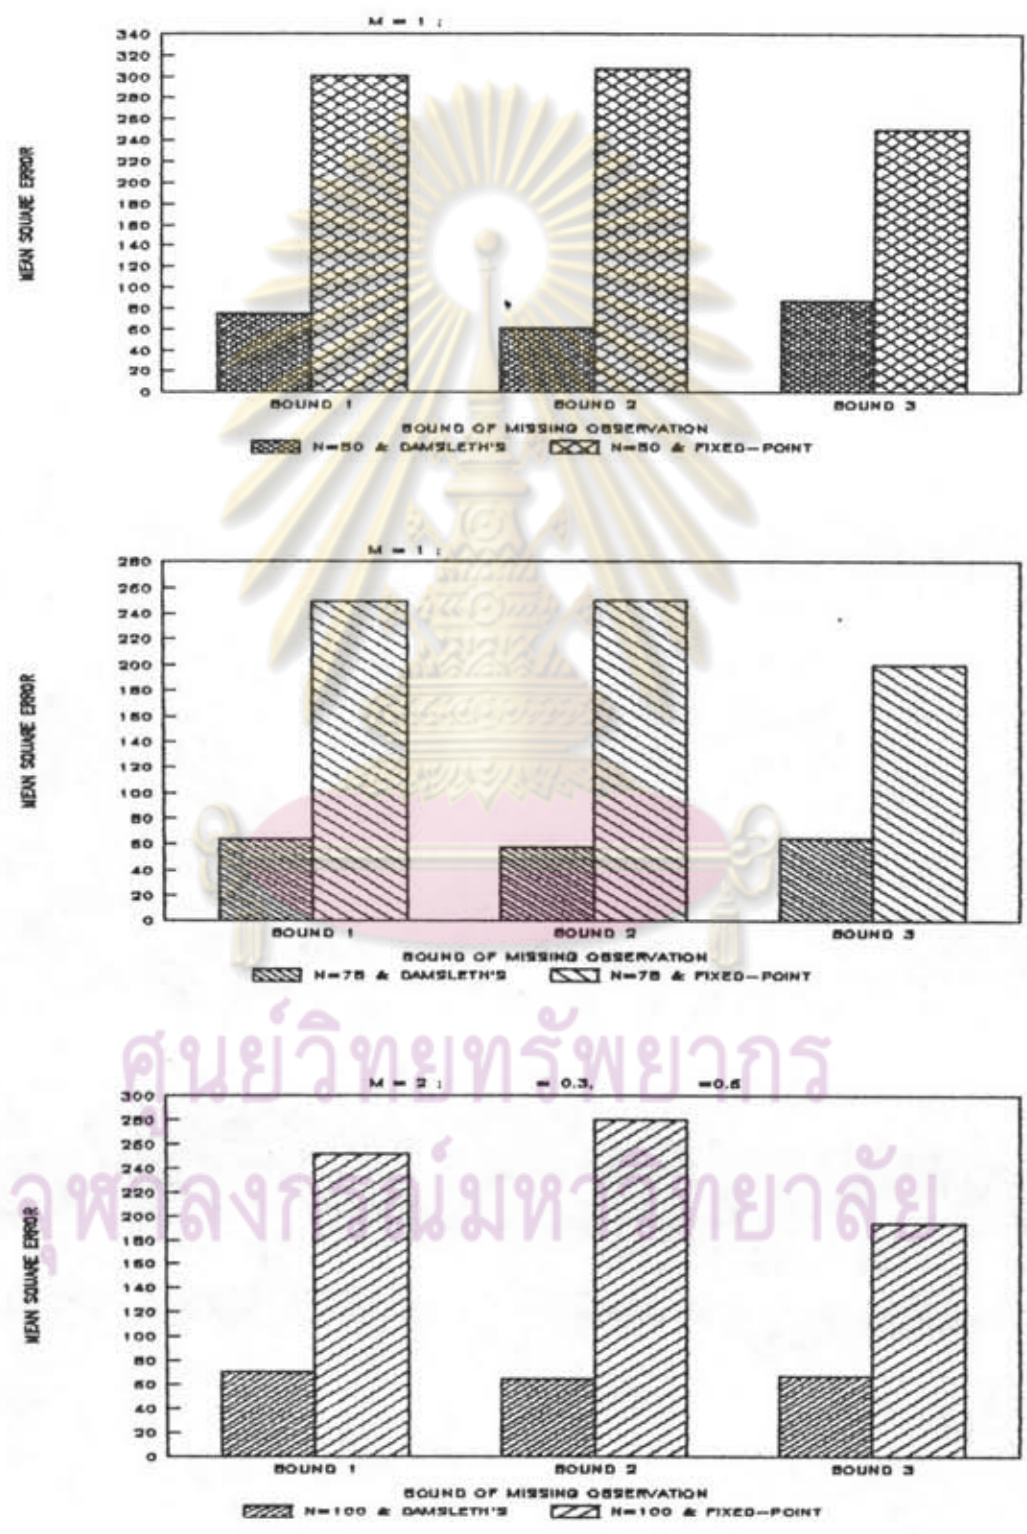 M = 1 ;
340
320
300
280
260
240
220
200
180
160
140
120
100
80
60
40
20
0
MEAN SQUARE ERROR
BOUND 1 BOUND 2 BOUND 3
BOUND OF MISSING OBSERVATION
N=50 & DAMSLETH'S N=50 & FIXED-POINT
M = 1 ;
280
260
240
220
200
180
160
140
120
100
80
60
40
20
0
MEAN SQUARE ERROR
BOUND 1 BOUND 2 BOUND 3
BOUND OF MISSING OBSERVATION
N=75 & DAMSLETH'S N=75 & FIXED-POINT
ศูนย์วิทยทรัพยากร
M = 2 ; = 0.3, =0.5
300
280
260
240
220
200
180
160
140
120
100
80
60
40
20
0
จุฬาลงกรณ์มหาวิทยาลัย
MEAN SQUARE ERROR
BOUND 1 BOUND 2 BOUND 3
BOUND OF MISSING OBSERVATION
N=100 & DAMSLETH'S N=100 & FIXED-POINT